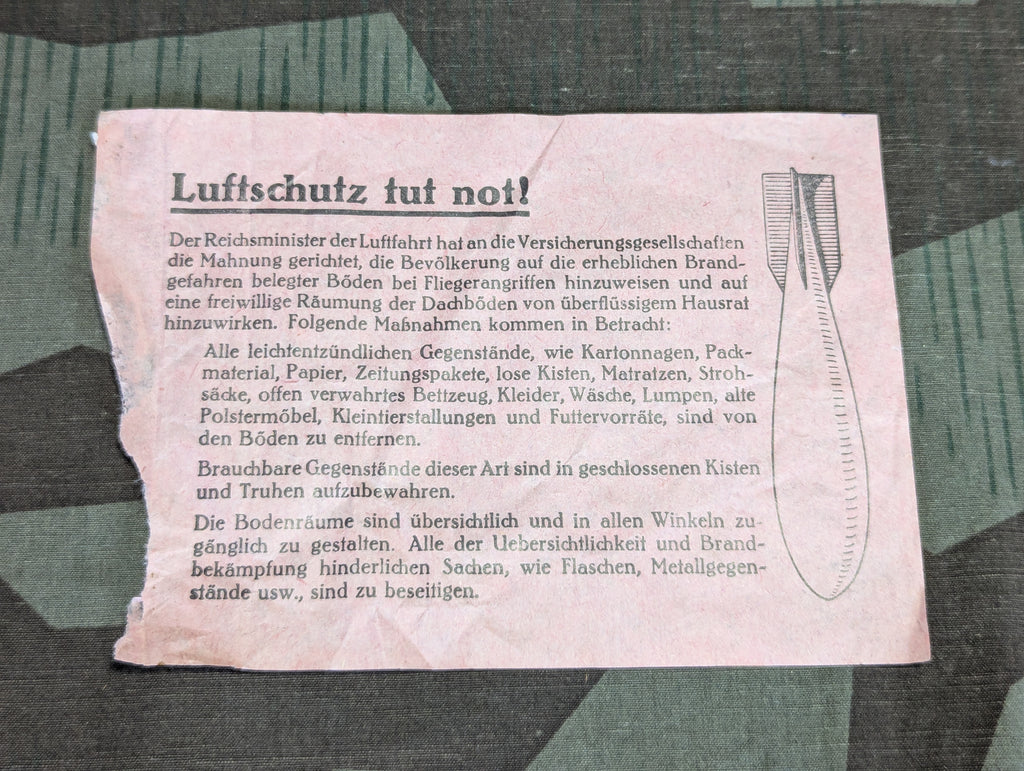 Luftschutz tut not!
Der Reichsminister der Luftfahrt hat an die Versicherungsgesellschaften
die Mahnung gerichtet, die Bevölkerung auf die erheblichen Brand-
gefahren belegter Böden bei Fliegerangriffen hinzuweisen und auf
eine freiwillige Räumung der Dachböden von überflüssigem Hausrat
hinzuwirken. Folgende Maßnahmen kommen in Betracht:
Alle leichtentzündlichen Gegenstände, wie Kartonnagen, Pack-
material, Papier, Zeitungspakete, lose Kisten, Matratzen, Stroh-
säcke, offen verwahrtes Bettzeug, Kleider, Wäsche, Lumpen, alte
Polstermöbel, Kleintierstallungen und Futtervorräte, sind von
den Böden zu entfernen.
Brauchbare Gegenstände dieser Art sind in geschlossenen Kisten
und Truhen aufzubewahren.
Die Bodenräume sind übersichtlich und in allen Winkeln zu-
gänglich zu gestalten. Alle der Uebersichtlichkeit und Brand-
bekämpfung hinderlichen Sachen, wie Flaschen, Metallgegen-
stände usw., sind zu beseitigen.